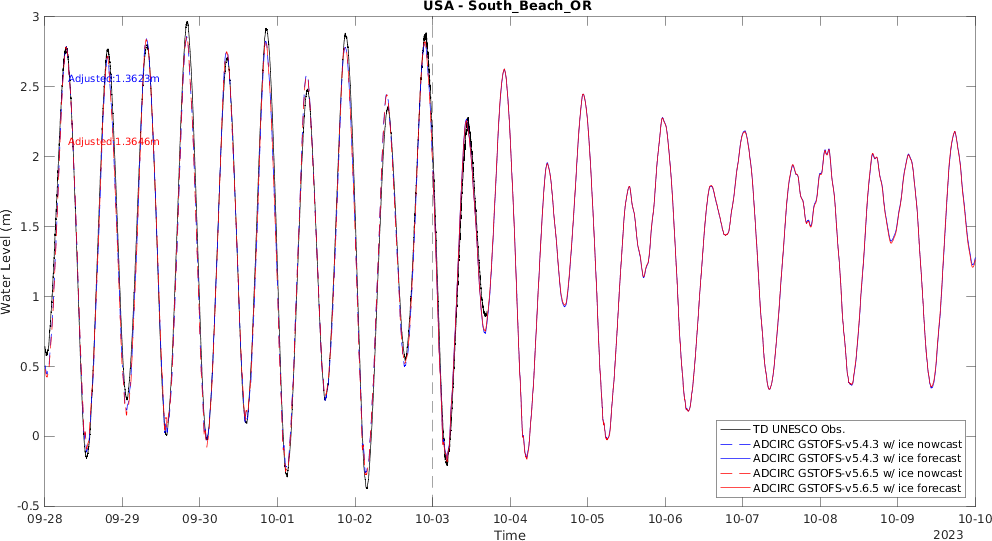 USA - South_Beach_OR
Water Level (m)
3
2.5
2
1.5
1
0.5
0
-0.5
Adjusted:1.3623m
Adjusted:1.3646m
TD UNESCO Obs.
ADCIRC GSTOFS-v5.4.3 w/ ice nowcast
ADCIRC GSTOFS-v5.4.3 w/ ice forecast
ADCIRC GSTOFS-v5.6.5 w/ ice nowcast
ADCIRC GSTOFS-v5.6.5 w/ ice forecast
09-28 09-29 09-30 10-01 10-02 10-03 10-04 10-05 10-06 10-07 10-08 10-09 10-10
Time
2023